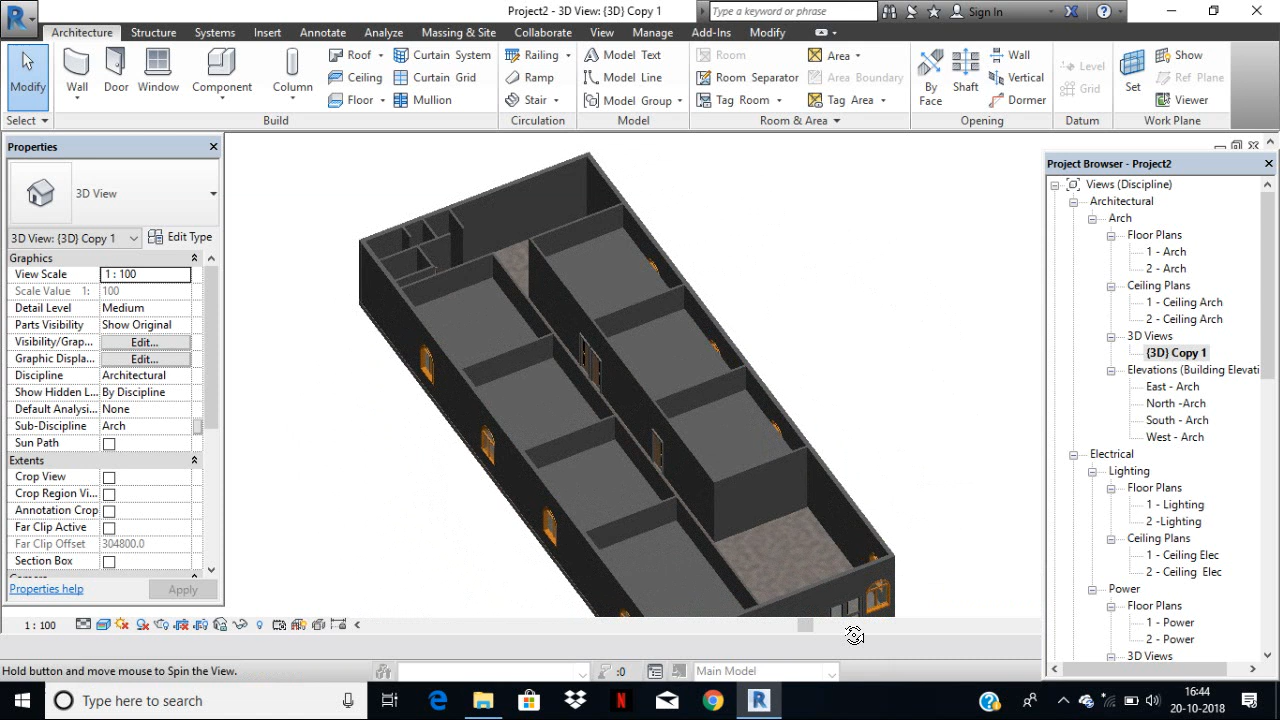 Project2 - 3D View: {3D} Copy 1
Type a keyword or phrase
Sign In
Architecture Structure Systems Insert Annotate Analyze Massing & Site Collaborate View Manage Add-Ins Modify
Modify
Wall
Door
Window
Component
Column
Roof
Ceiling
Floor
Curtain System
Curtain Grid
Mullion
Railing
Ramp
Stair
Model Text
Model Line
Model Group
Room
Room Separator
Tag Room
Area
Area Boundary
Tag Area
By Face
Shaft
Wall
Vertical
Dormer
Level
Grid
Set
Show
Ref Plane
Viewer
Select
Build
Circulation
Model
Room & Area
Opening
Datum
Work Plane
Properties
3D View
3D View: {3D} Copy 1
Edit Type
Graphics
View Scale 1 : 100
Scale Value 1: 100
Detail Level Medium
Parts Visibility Show Original
Visibility/Grap... Edit...
Graphic Displa... Edit...
Discipline Architectural
Show Hidden L... By Discipline
Default Analysi... None
Sub-Discipline Arch
Sun Path
Extents
Crop View
Crop Region Vi...
Annotation Crop
Far Clip Active
Far Clip Offset 304800.0
Section Box
Properties help
Apply
Project Browser - Project2
Views (Discipline)
Architectural
Arch
Floor Plans
1 - Arch
2 - Arch
Ceiling Plans
1 - Ceiling Arch
2 - Ceiling Arch
3D Views
{3D} Copy 1
Elevations (Building Elevati
East - Arch
North -Arch
South - Arch
West - Arch
Electrical
Lighting
Floor Plans
1 - Lighting
2 -Lighting
Ceiling Plans
1 - Ceiling Elec
2 - Ceiling Elec
Power
Floor Plans
1 - Power
2 - Power
3D Views
1 : 100
Hold button and move mouse to Spin the View.
:0
Main Model
Type here to search
16:44
20-10-2018